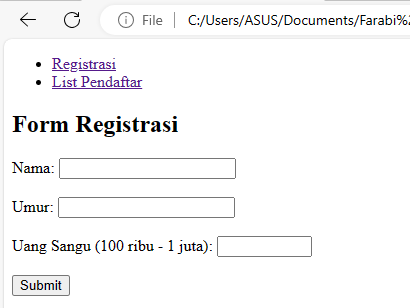 File C:/Users/ASUS/Documents/Farabi%
Registrasi
List Pendaftar
Form Registrasi
Nama:
Umur:
Uang Sangu (100 ribu - 1 juta):
Submit